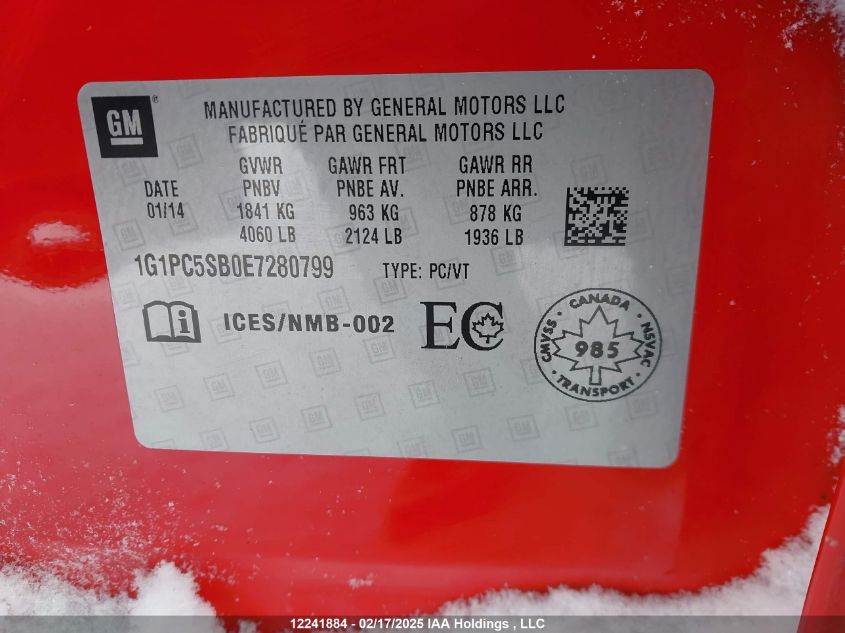 GM
MANUFACTURED BY GENERAL MOTORS LLC
FABRIQUÉ PAR GENERAL MOTORS LLC
GVWR GAWR FRT GAWR RR
DATE PNBV PNBE AV. PNBE ARR.
01/14 1841 KG 963 KG 878 KG
4060 LB 2124 LB 1936 LB
1G1PC5SB0E7280799 TYPE: PC/VT
i ICES/NMB-002 EC
CANADA
CMVSS 985 NSVAC
TRANSPORT
12241884 - 02/17/2025 IAA Holdings , LLC